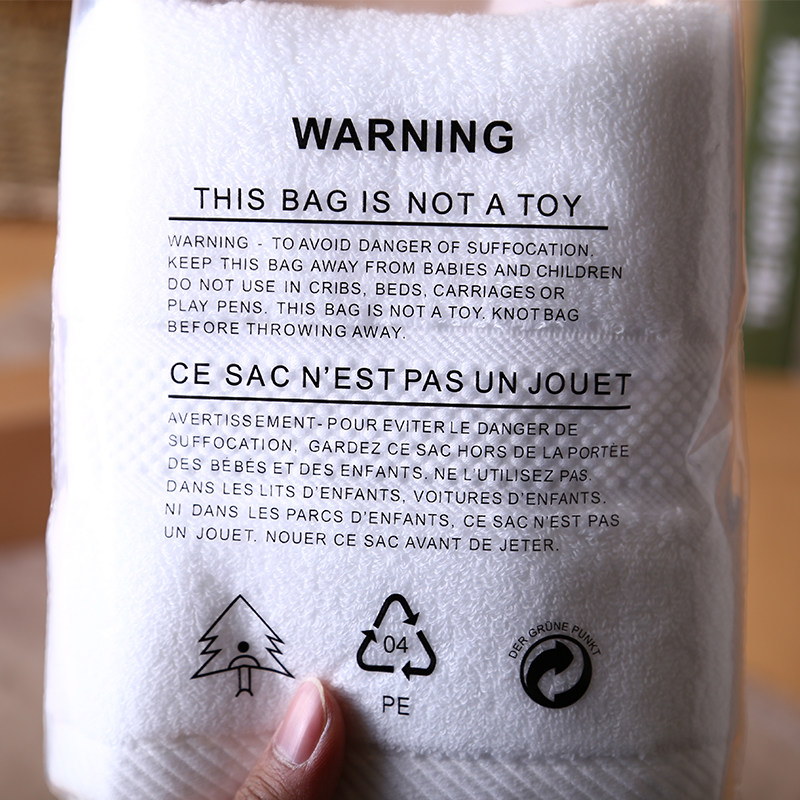 WARNING
THIS BAG IS NOT A TOY
WARNING - TO AVOID DANGER OF SUFFOCATION.
KEEP THIS BAG AWAY FROM BABIES AND CHILDREN
DO NOT USE IN CRIBS, BEDS, CARRIAGES OR
PLAY PENS. THIS BAG IS NOT A TOY. KNOT BAG
BEFORE THROWING AWAY.
CE SAC N'EST PAS UN JOUET
AVERTISSEMENT- POUR EVITER LE DANGER DE
SUFFOCATION, GARDEZ CE SAC HORS DE LA PORTÉE
DES BÉBÉS ET DES ENFANTS, NE L'UTILISEZ PAS.
DANS LES LITS D'ENFANTS, VOITURES D'ENFANTS.
NI DANS LES PARCS D'ENFANTS, CE SAC N'EST PAS
UN JOUET. NOUER CE SAC AVANT DE JETER.
04
PE
DER GRÜNE PUNKT